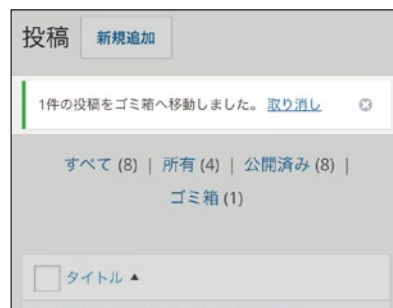 投稿 新規追加
1件の投稿をゴミ箱へ移動しました。 取り消し
すべて (8) | 所有 (4) | 公開済み (8) |
ゴミ箱 (1)
タイトル ▲